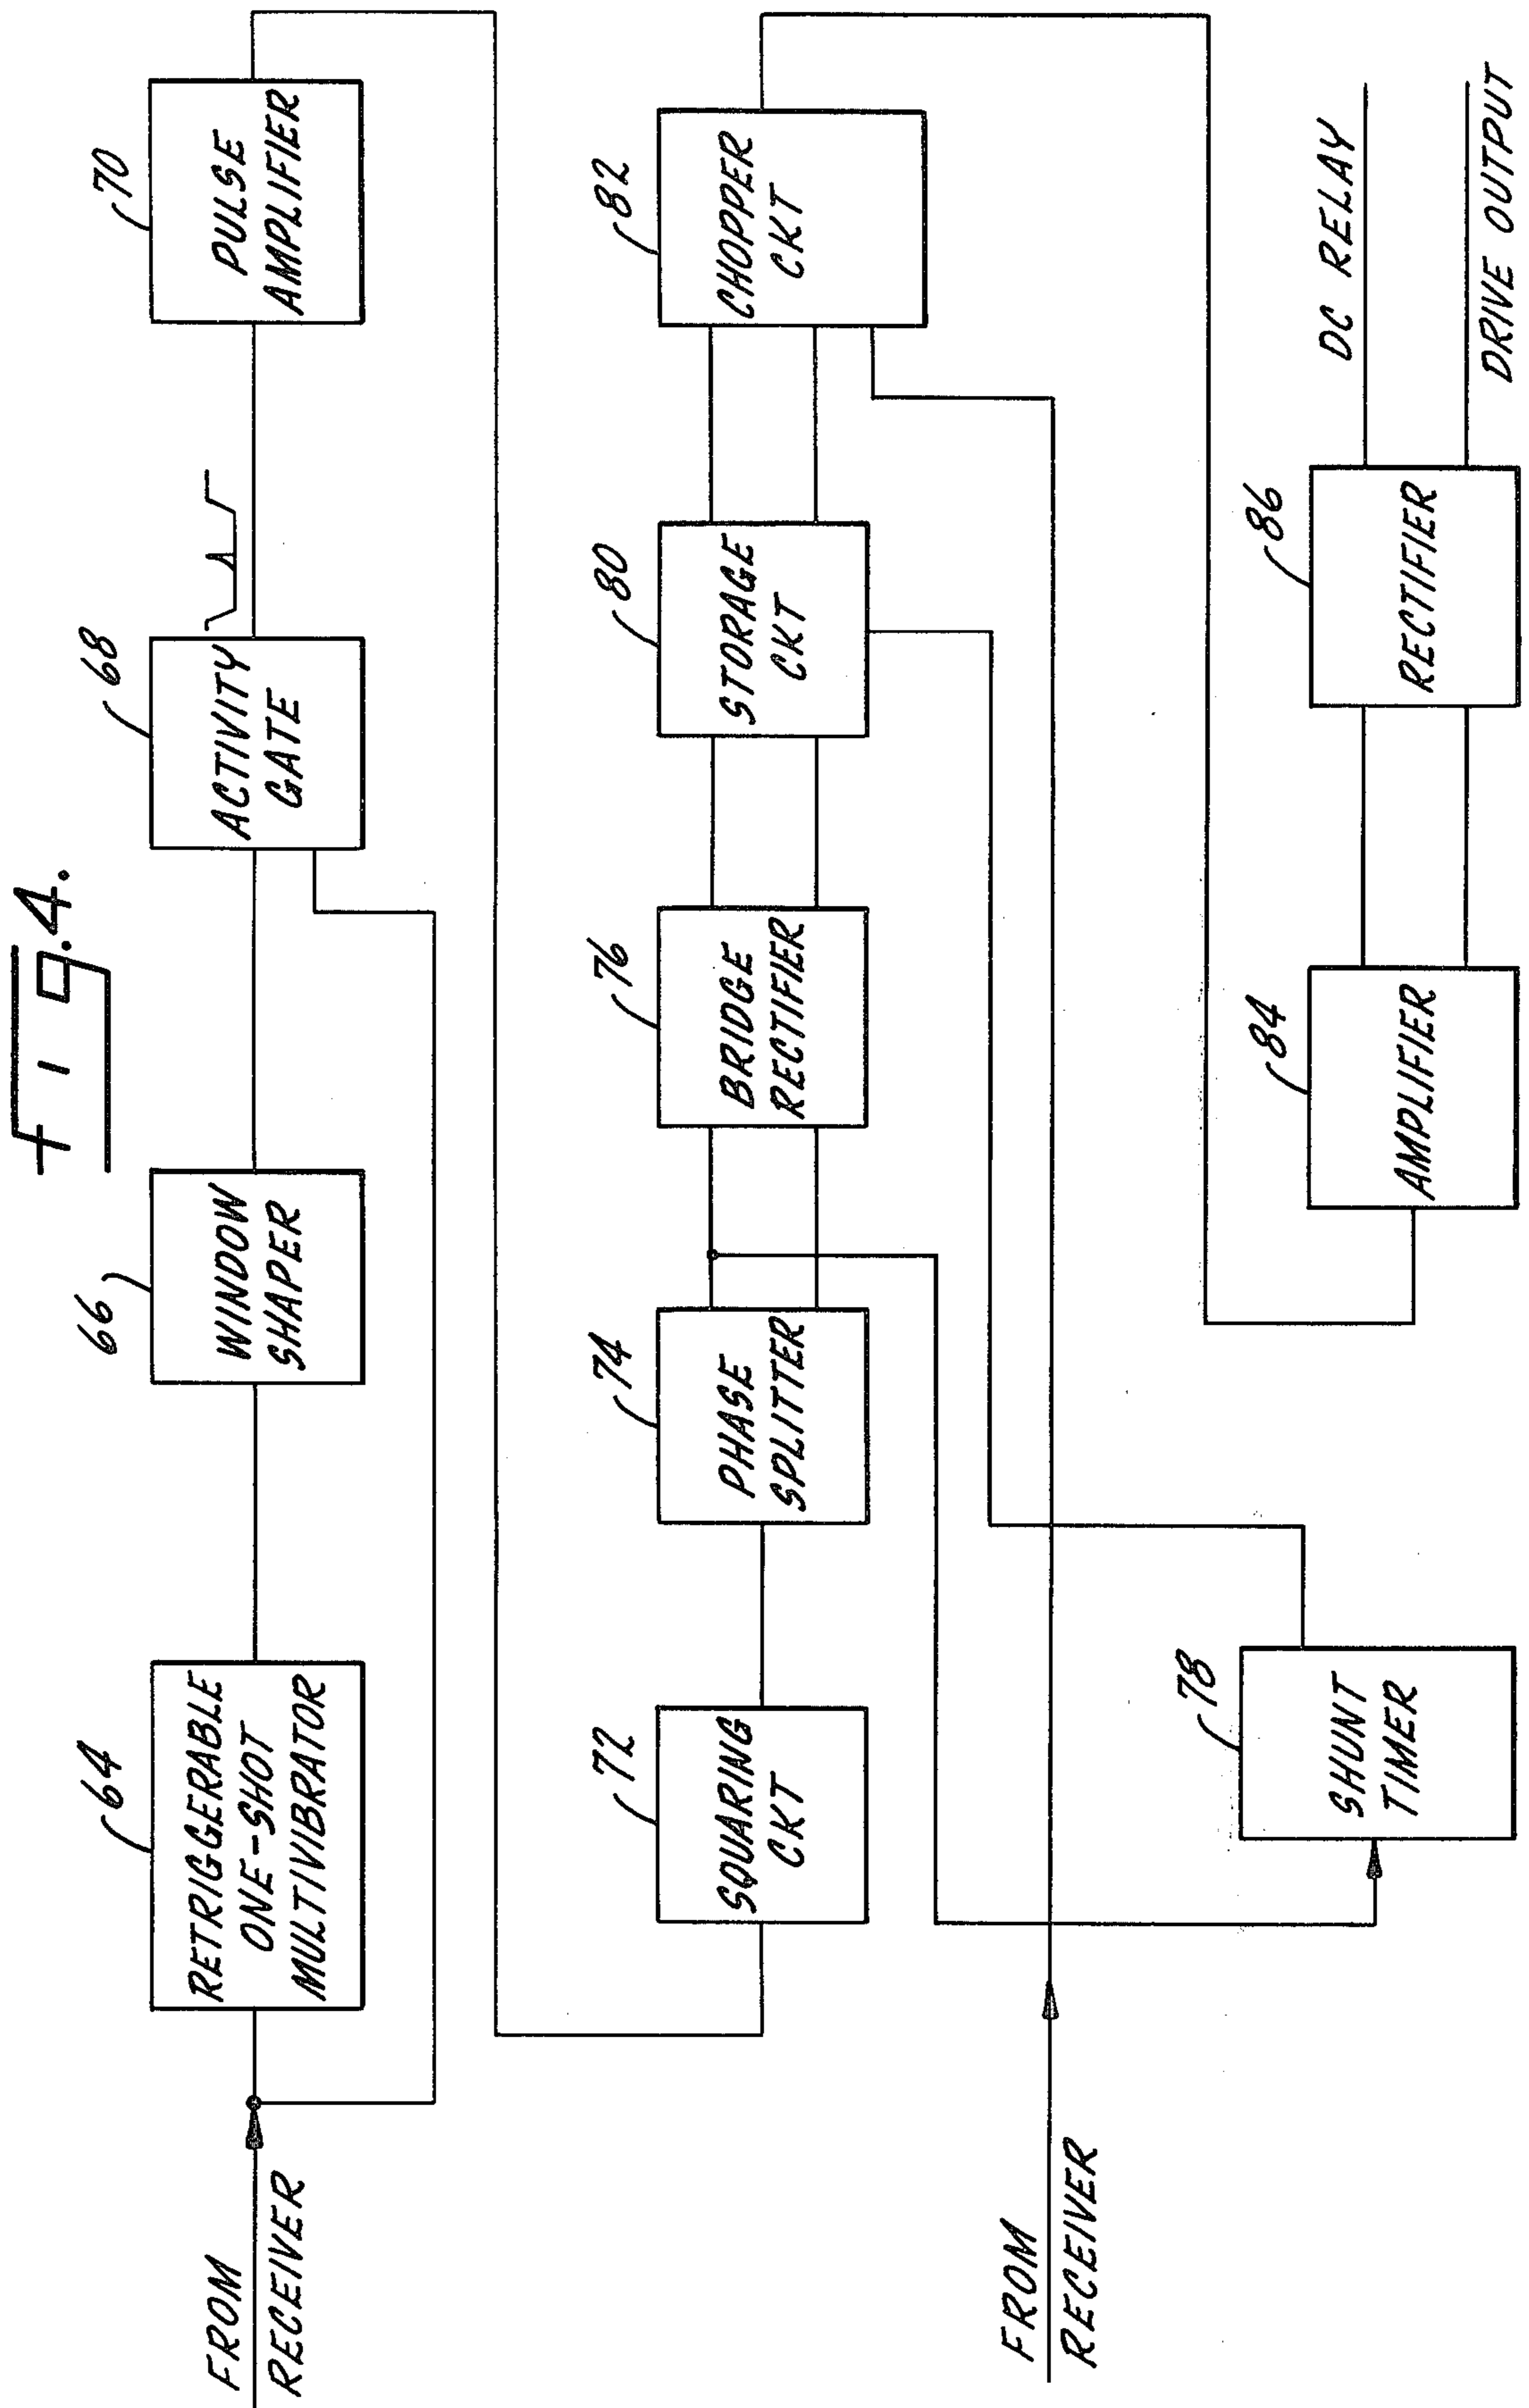 Fig. 4.
FROM
RECEIVER
64
RETRIGGERABLE
ONE-SHOT
MULTIVIBRATOR
66
WINDOW
SHAPER
68
ACTIVITY
GATE
70
PULSE
AMPLIFIER
72
SQUARING
CKT
74
PHASE
SPLITTER
76
BRIDGE
RECTIFIER
80
STORAGE
CKT
82
CHOPPER
CKT
FROM
RECEIVER
78
SHUNT
TIMER
84
AMPLIFIER
86
RECTIFIER
DC RELAY
DRIVE OUTPUT